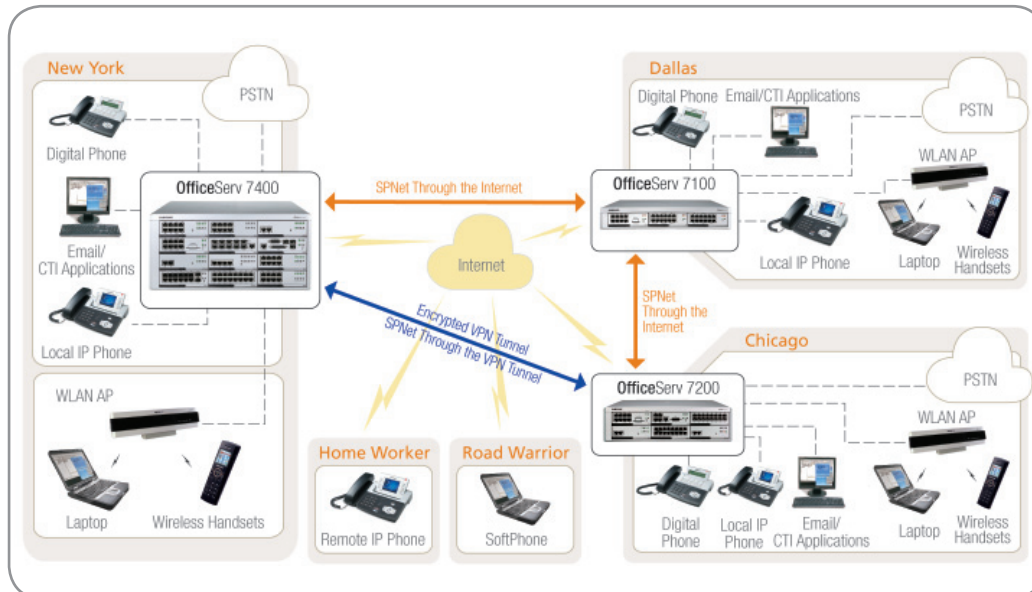 New York
PSTN
Digital Phone
OfficeServ 7400
Email/
CTI Applications
Local IP Phone
WLAN AP
Laptop
Wireless Handsets
SPNet Through the Internet
Internet
Encrypted VPN Tunnel
SPNet Through the VPN Tunnel
Home Worker
Remote IP Phone
Road Warrior
SoftPhone
Dallas
Digital Phone
Email/CTI Applications
PSTN
OfficeServ 7100
WLAN AP
Local IP Phone
Laptop
Wireless
Handsets
SPNet
Through the
Internet
Chicago
OfficeServ 7200
PSTN
WLAN AP
Digital
Phone
Local IP
Phone
Email/
CTI Applications
Laptop
Wireless
Handsets